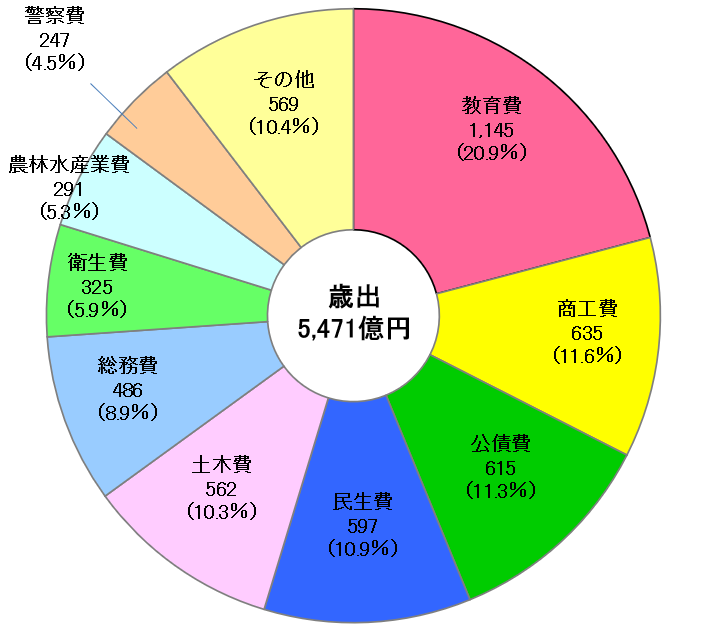 警察費
247
(4.5%)
その他
569
(10.4%)
教育費
1,145
(20.9%)
農林水産業費
291
(5.3%)
衛生費
325
(5.9%)
歳出
5,471億円
商工費
635
(11.6%)
総務費
486
(8.9%)
公債費
615
(11.3%)
土木費
562
(10.3%)
民生費
597
(10.9%)